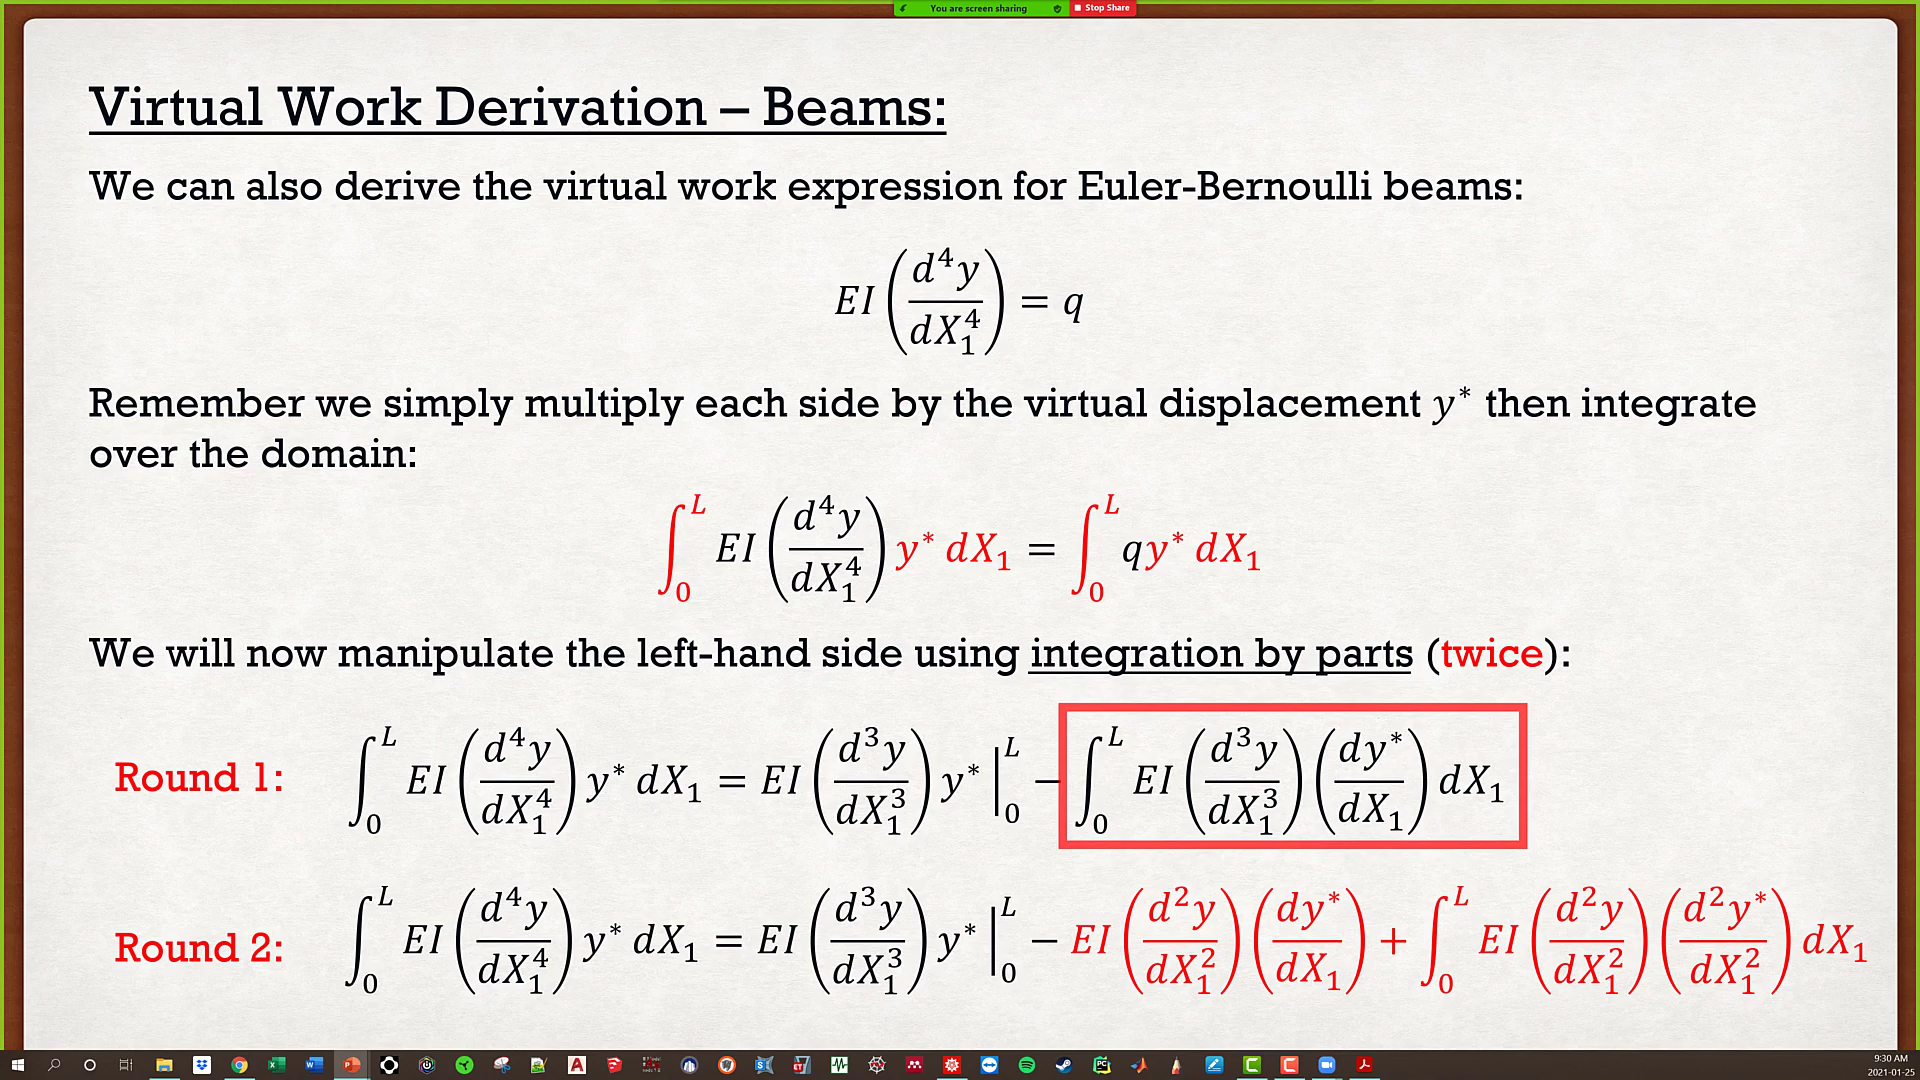 You are screen sharing Stop Share
Virtual Work Derivation – Beams:
We can also derive the virtual work expression for Euler-Bernoulli beams:
EI (d⁴y / dX₁⁴) = q
Remember we simply multiply each side by the virtual displacement y* then integrate
over the domain:
∫₀ᴸ EI (d⁴y / dX₁⁴) y* dX₁ = ∫₀ᴸ qy* dX₁
We will now manipulate the left-hand side using integration by parts (twice):
Round 1: ∫₀ᴸ EI (d⁴y / dX₁⁴) y* dX₁ = EI (d³y / dX₁³) y* |₀ᴸ − ∫₀ᴸ EI (d³y / dX₁³) (dy* / dX₁) dX₁
Round 2: ∫₀ᴸ EI (d⁴y / dX₁⁴) y* dX₁ = EI (d³y / dX₁³) y* |₀ᴸ − EI (d²y / dX₁²) (dy* / dX₁) + ∫₀ᴸ EI (d²y / dX₁²) (d²y* / dX₁²) dX₁
9:30 AM
2021-01-25